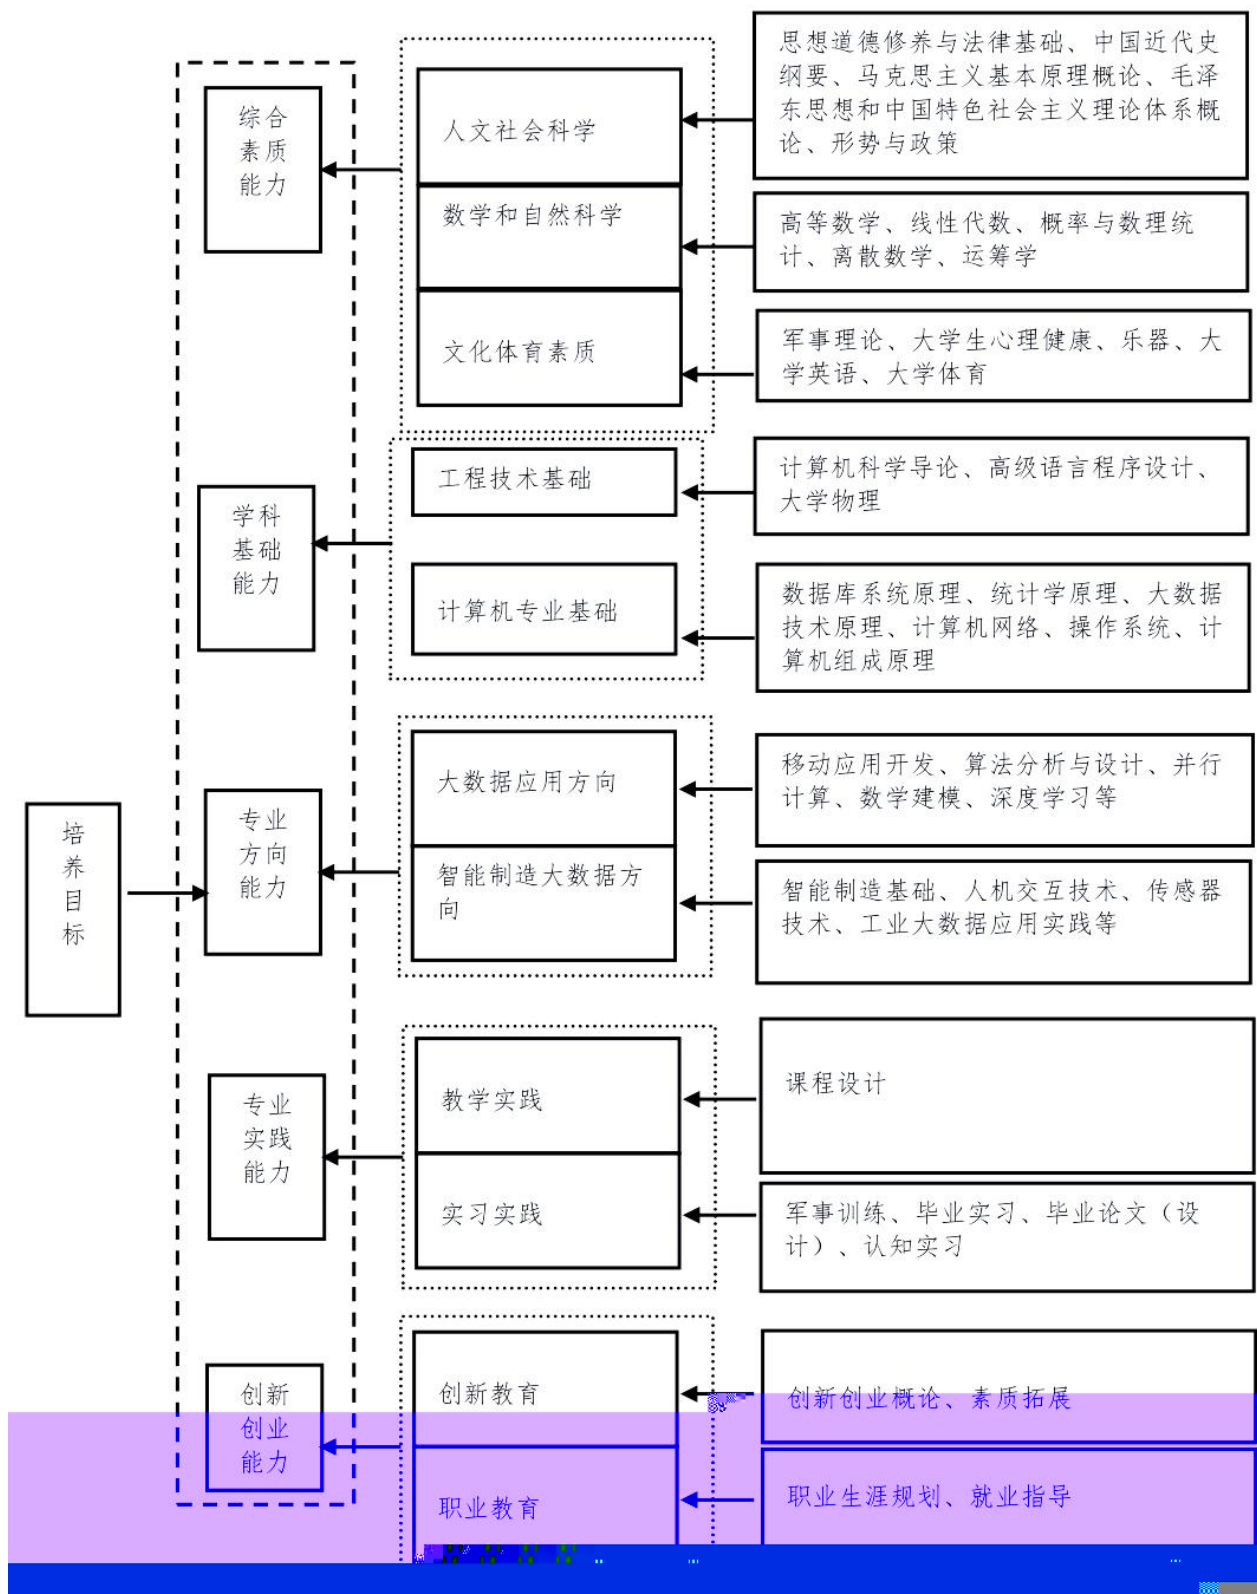 思想道德修养与法律基础、中国近代史
纲要、马克思主义基本原理概论、毛泽
东思想和中国特色社会主义理论体系概
论、形势与政策
综合
素质
能力
人文社会科学
数学和自然科学
高等数学、线性代数、概率与数理统
计、离散数学、运筹学
文化体育素质
军事理论、大学生心理健康、乐器、大
学英语、大学体育
学科
基础
能力
工程技术基础
计算机科学导论、高级语言程序设计、
大学物理
计算机专业基础
数据库系统原理、统计学原理、大数据
技术原理、计算机网络、操作系统、计
算机组成原理
培
养
目
标
专业
方向
能力
大数据应用方向
移动应用开发、算法分析与设计、并行
计算、数学建模、深度学习等
智能制造大数据方
向
智能制造基础、人机交互技术、传感器
技术、工业大数据应用实践等
专业
实践
能力
教学实践
课程设计
实习实践
军事训练、毕业实习、毕业论文（设
计）、认知实习
创新
创业
能力
创新教育
创新创业概论、素质拓展
职业教育
职业生涯规划、就业指导